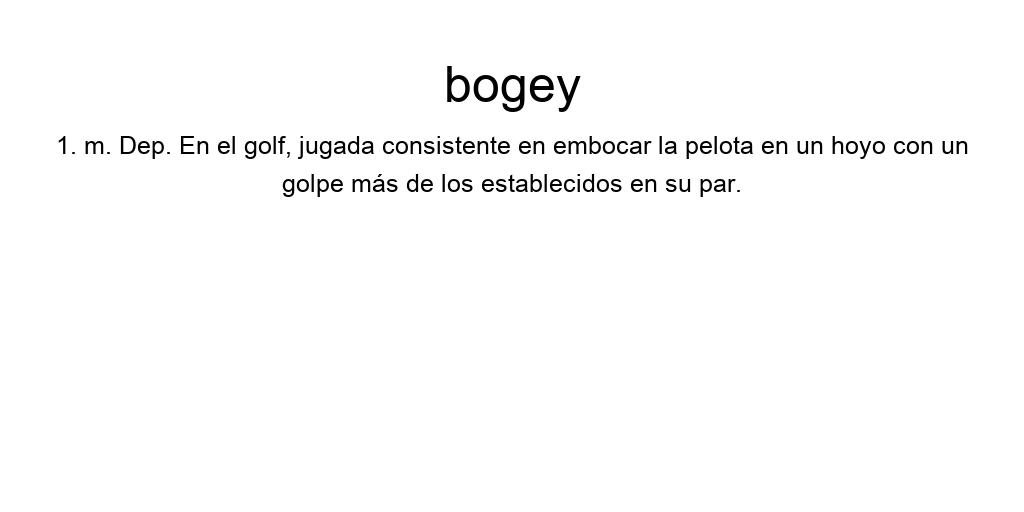 bogey
1. m. Dep. En el golf, jugada consistente en embocar la pelota en un hoyo con un
golpe más de los establecidos en su par.